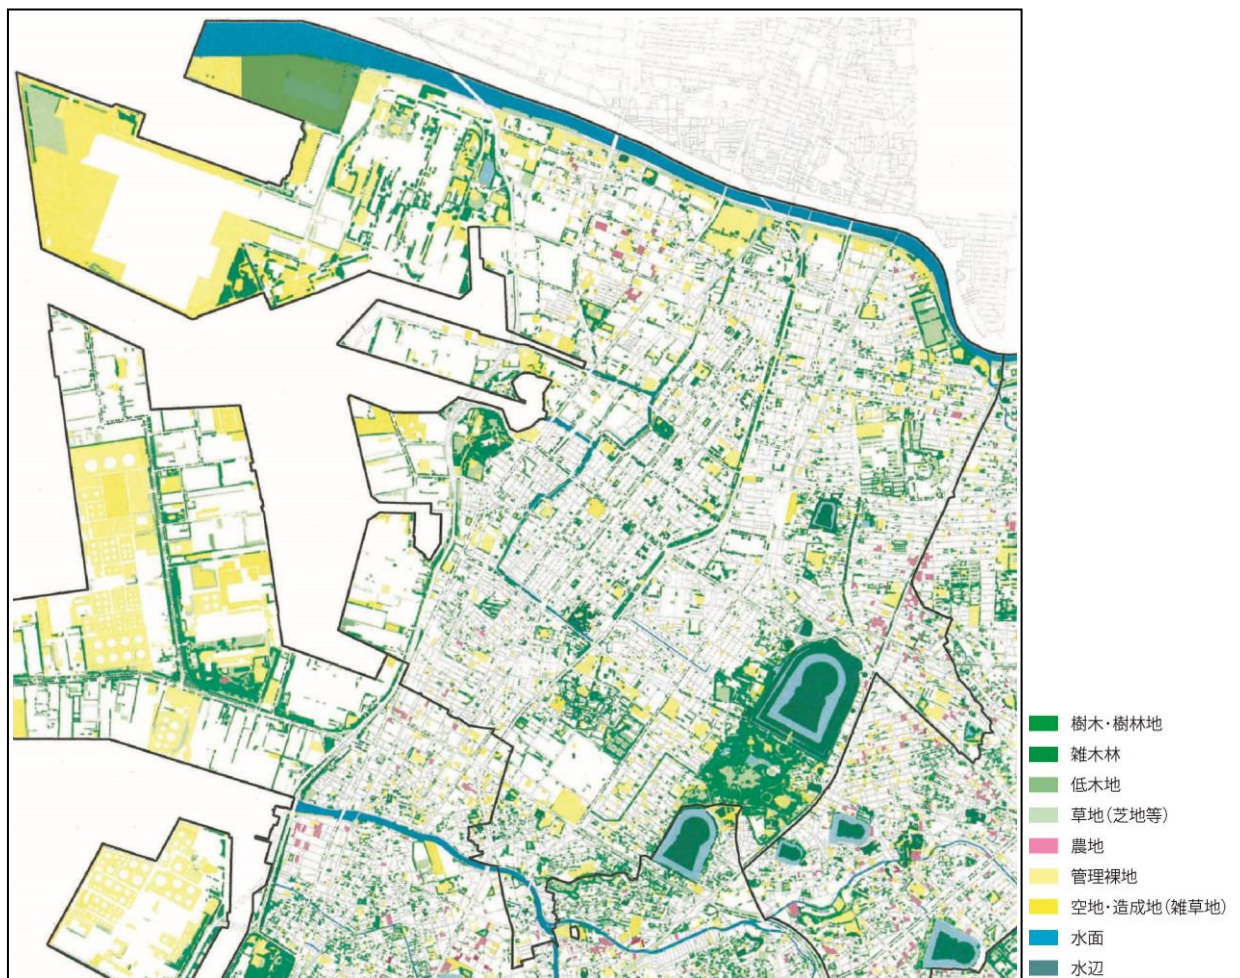 樹木・樹林地
雑木林
低木地
草地（芝地等）
農地
管理裸地
空地・造成地（雑草地）
水面
水辺